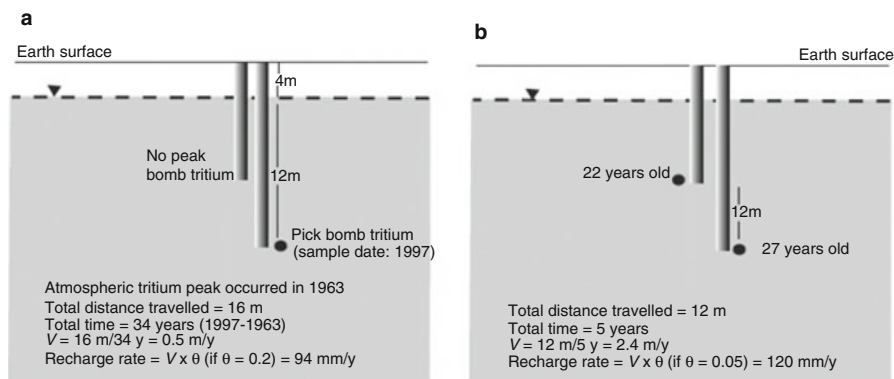 a
Earth surface
4m
No peak
bomb tritium
12m
Pick bomb tritium
(sample date: 1997)
Atmospheric tritium peak occurred in 1963
Total distance travelled = 16 m
Total time = 34 years (1997-1963)
V = 16 m/34 y = 0.5 m/y
Recharge rate = V x θ (if θ = 0.2) = 94 mm/y
b
Earth surface
22 years old
12m
27 years old
Total distance travelled = 12 m
Total time = 5 years
V = 12 m/5 y = 2.4 m/y
Recharge rate = V x θ (if θ = 0.05) = 120 mm/y